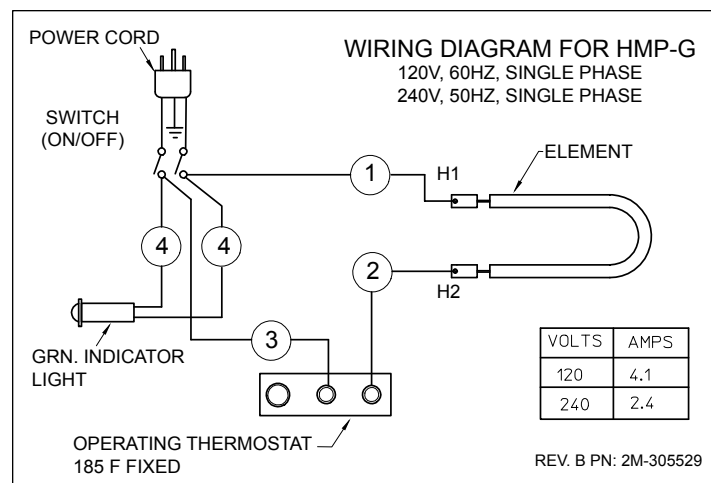 POWER CORD
WIRING DIAGRAM FOR HMP-G
120V, 60HZ, SINGLE PHASE
240V, 50HZ, SINGLE PHASE
SWITCH
(ON/OFF)
ELEMENT
H1
1
4
4
2
H2
3
GRN. INDICATOR
LIGHT
VOLTS AMPS
120 4.1
240 2.4
OPERATING THERMOSTAT
185 F FIXED
REV. B PN: 2M-305529